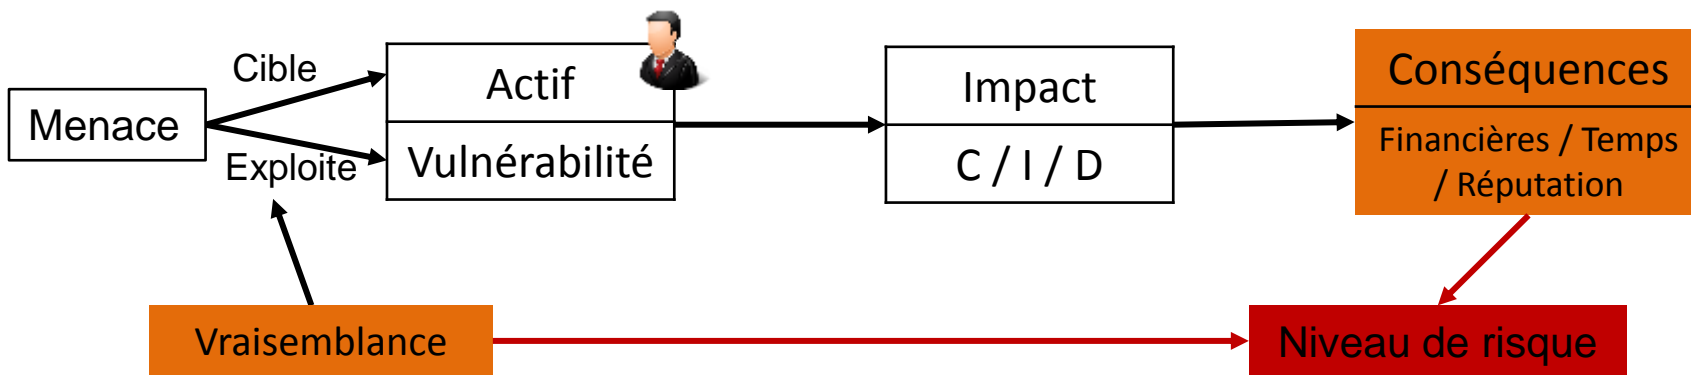 Menace
Cible
Exploite
Actif
Vulnérabilité
Impact
C / I / D
Conséquences
Financières / Temps
/ Réputation
Vraisemblance
Niveau de risque